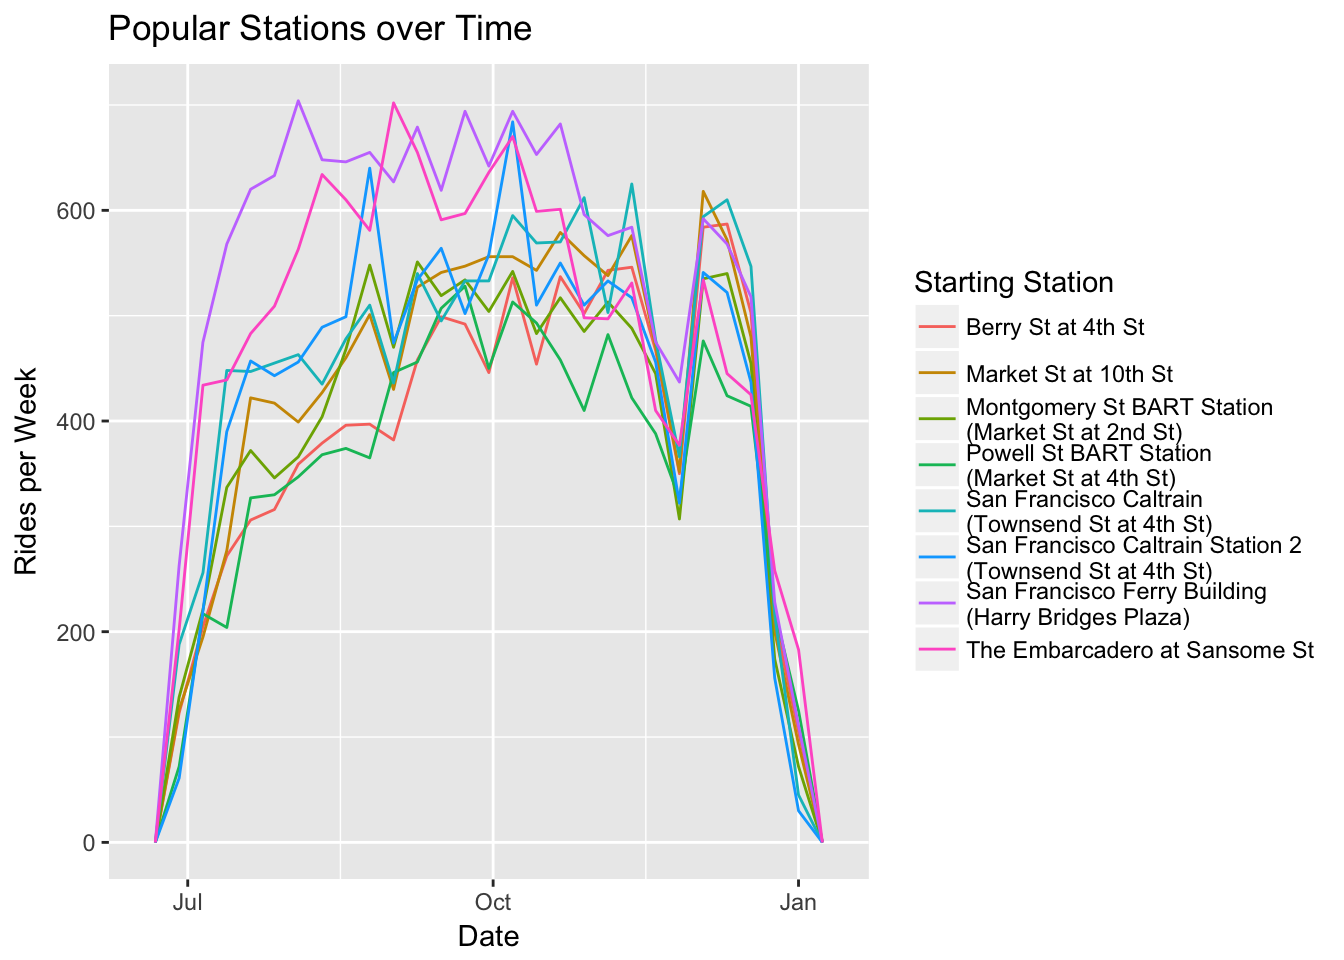 Popular Stations over Time
Rides per Week
600
400
200
0
Jul
Oct
Jan
Date
Starting Station
Berry St at 4th St
Market St at 10th St
Montgomery St BART Station
(Market St at 2nd St)
Powell St BART Station
(Market St at 4th St)
San Francisco Caltrain
(Townsend St at 4th St)
San Francisco Caltrain Station 2
(Townsend St at 4th St)
San Francisco Ferry Building
(Harry Bridges Plaza)
The Embarcadero at Sansome St